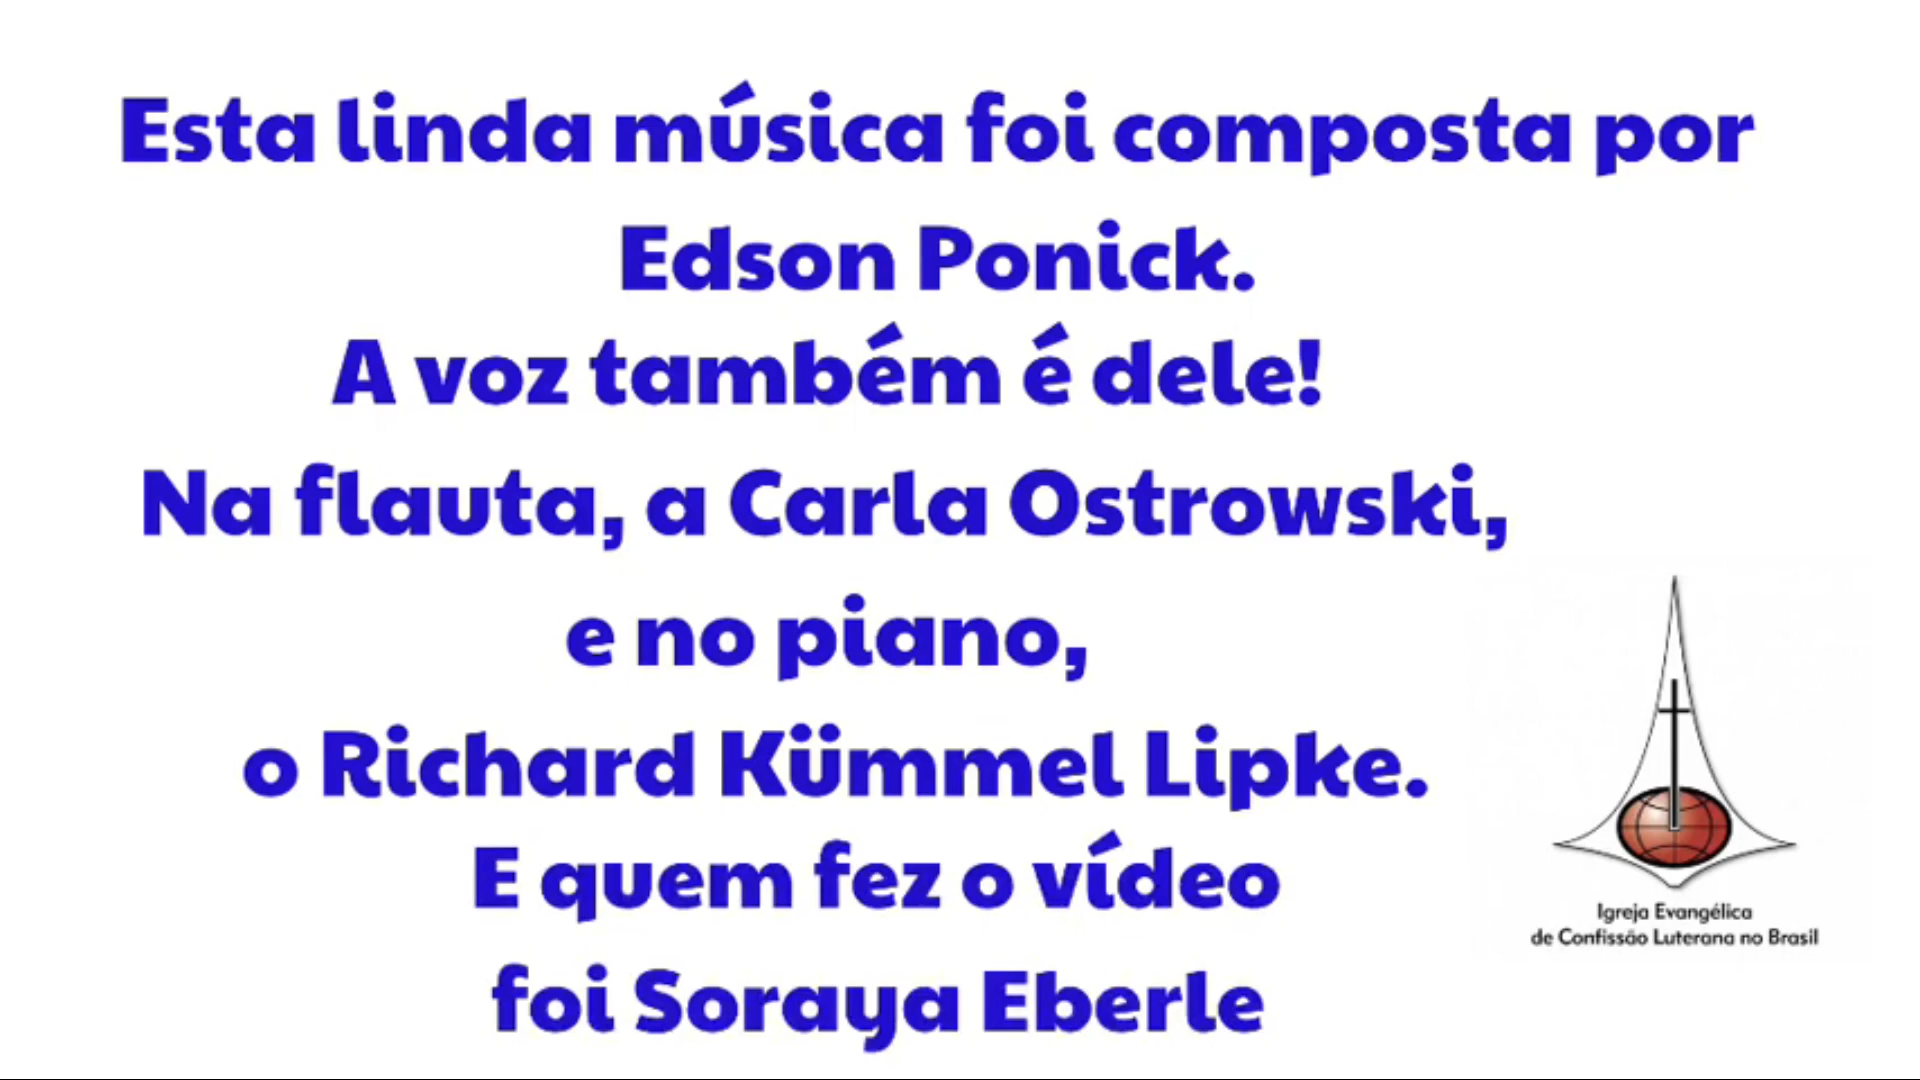 Esta linda música foi composta por
Edson Ponick.
A voz também é dele!
Na flauta, a Carla Ostrowski,
e no piano,
o Richard Kümmel Lipke.
E quem fez o vídeo
foi Soraya Eberle
Igreja Evangélica
de Confissão Luterana no Brasil